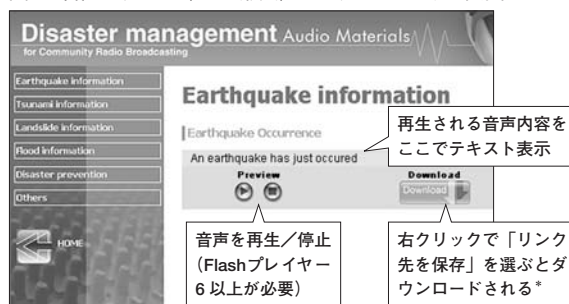 Disaster management Audio Materials
for Community Radio Broadcasting
Earthquake information
Tsunami information
Landslide information
Flood information
Disaster prevention
Others
HOME
Earthquake information
Earthquake Occurrence
An earthquake has just occured
Preview
Download
Download
再生される音声内容を
ここでテキスト表示
音声を再生／停止
(Flashプレイヤー
6 以上が必要)
右クリックで「リンク
先を保存」を選ぶとダ
ウンロードされる*